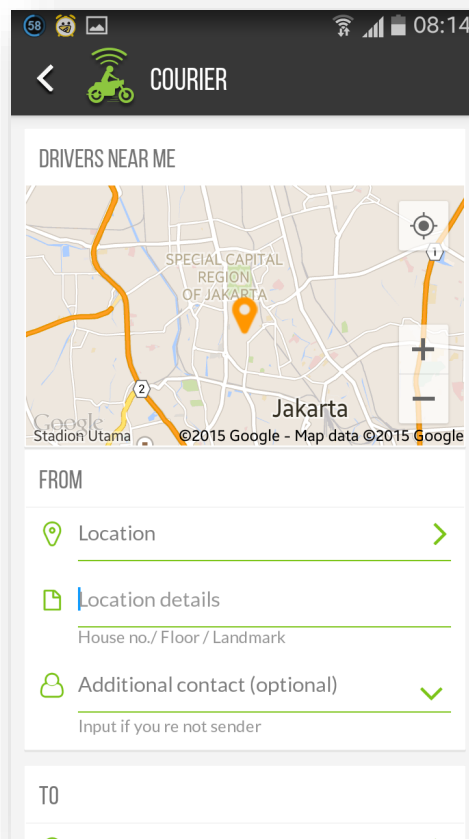 58
08:14
COURIER
DRIVERS NEAR ME
SPECIAL CAPITAL
REGION
OF JAKARTA
1
2
Jakarta
Google
Stadion Utama
©2015 Google - Map data ©2015 Google
FROM
Location
Location details
House no./ Floor / Landmark
Additional contact (optional)
Input if you re not sender
TO